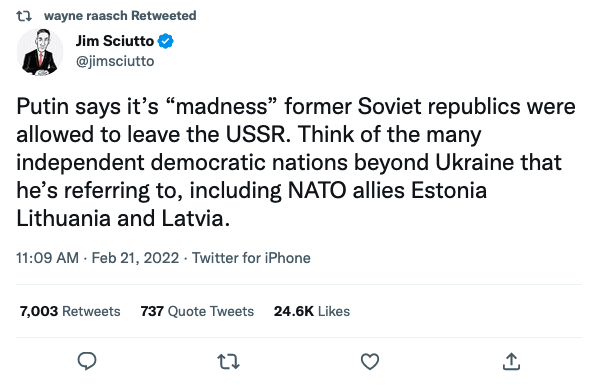 wayne raasch Retweeted
Jim Sciutto
@jimsciutto
Putin says it’s “madness” former Soviet republics were
allowed to leave the USSR. Think of the many
independent democratic nations beyond Ukraine that
he’s referring to, including NATO allies Estonia
Lithuania and Latvia.
11:09 AM · Feb 21, 2022 · Twitter for iPhone
7,003 Retweets 737 Quote Tweets 24.6K Likes